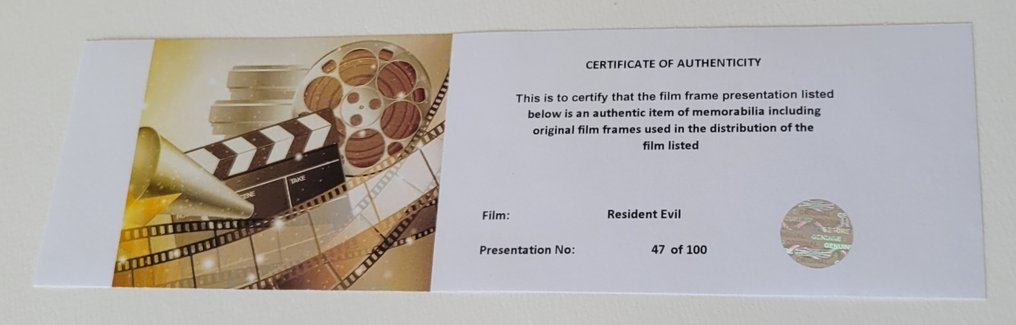 CERTIFICATE OF AUTHENTICITY
This is to certify that the film frame presentation listed
below is an authentic item of memorabilia including
original film frames used in the distribution of the
film listed
TAKE
Film: Resident Evil
Presentation No: 47 of 100
GENUINE